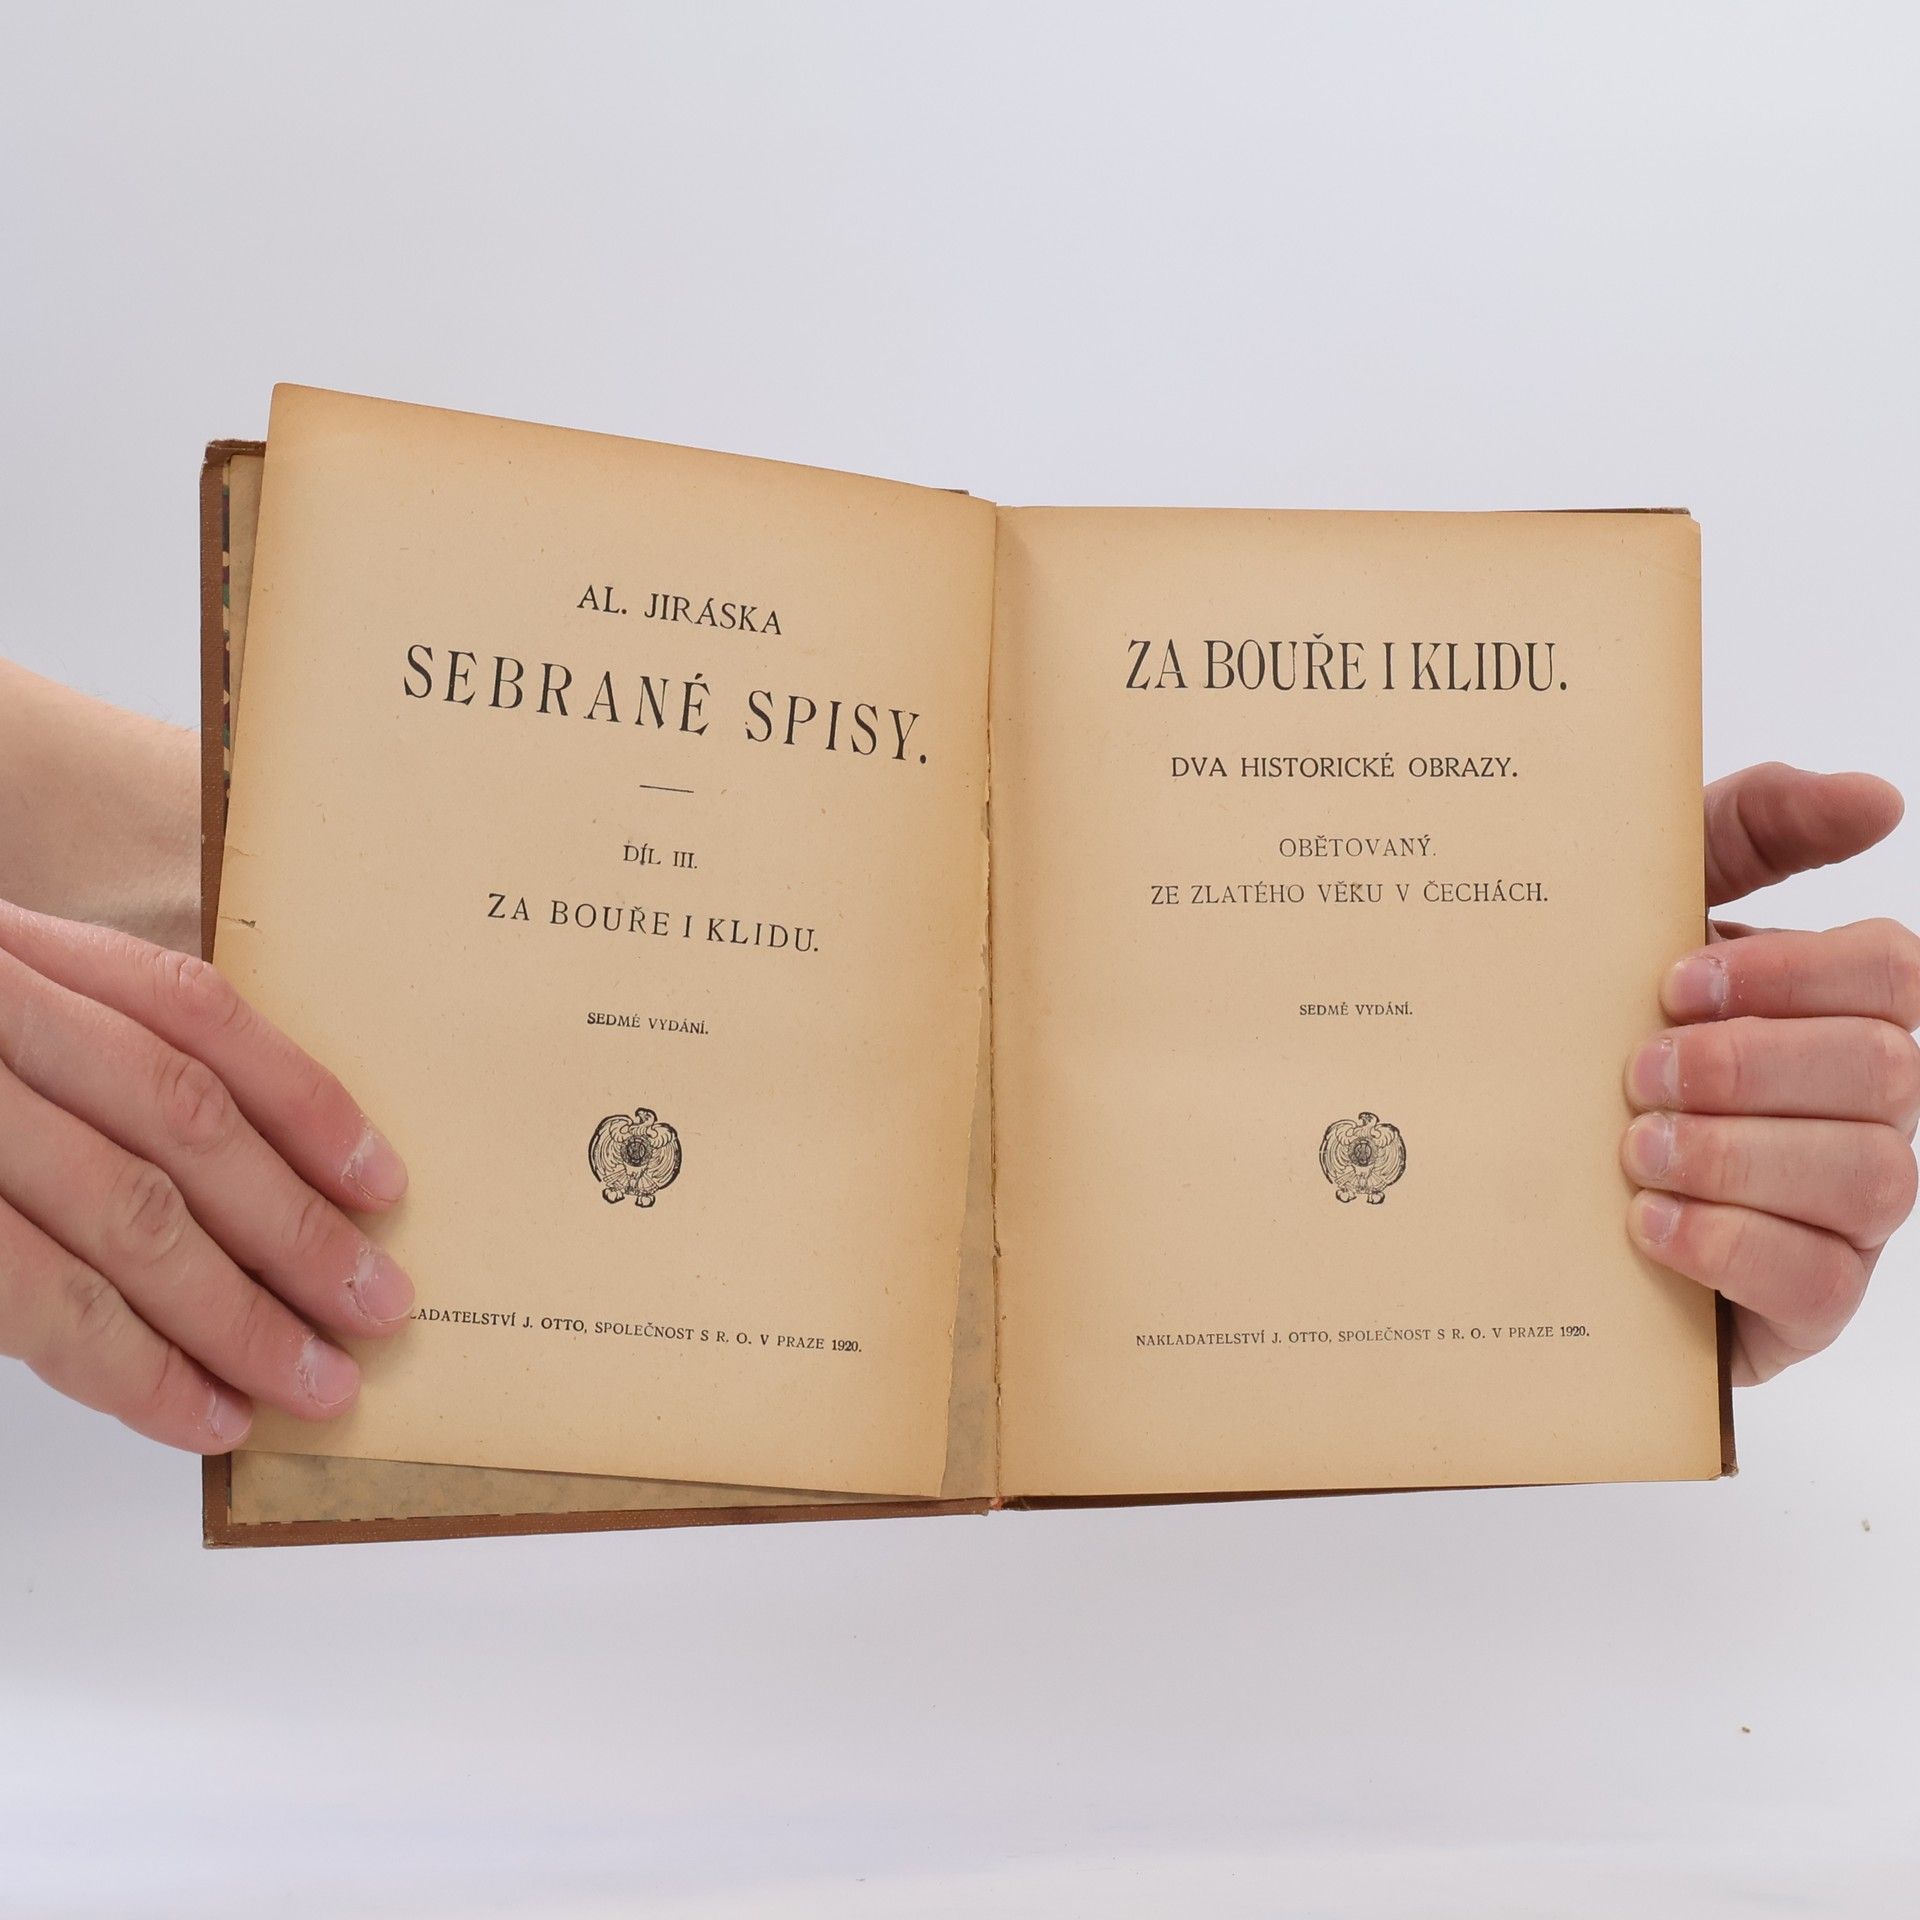 AL. JIRÁSKA
SEBRANÉ SPISY.
DÍL III.
ZA BOUŘE I KLIDU.
SEDMÉ VYDÁNÍ.
LADATELSTVÍ J. OTTO, SPOLEČNOST S R. O. V PRAZE 1920.
ZA BOUŘE I KLIDU.
DVA HISTORICKÉ OBRAZY.
OBĚTOVANÝ.
ZE ZLATÉHO VĚKU V ČECHÁCH.
SEDMÉ VYDÁNÍ.
NAKLADATELSTVÍ J. OTTO, SPOLEČNOST S R. O. V PRAZE 1920.